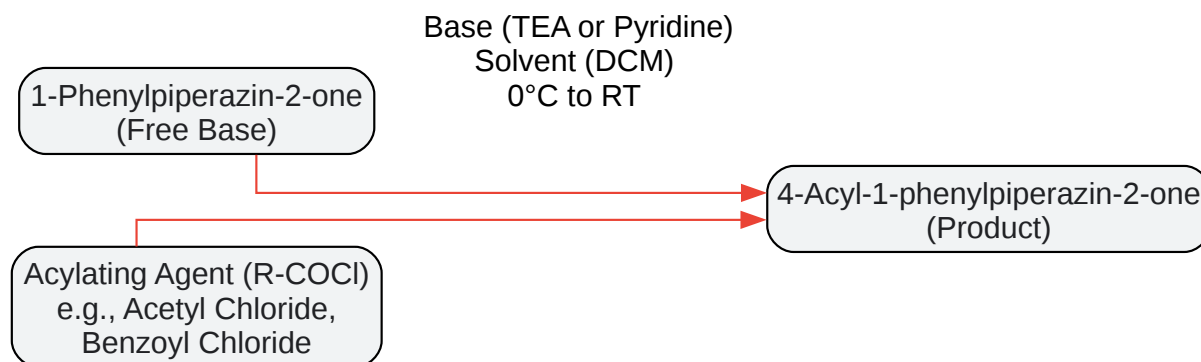 Base (TEA or Pyridine)
Solvent (DCM)
0°C to RT
1-Phenylpiperazin-2-one
(Free Base)
4-Acyl-1-phenylpiperazin-2-one
(Product)
Acylating Agent (R-COCl)
e.g., Acetyl Chloride,
Benzoyl Chloride